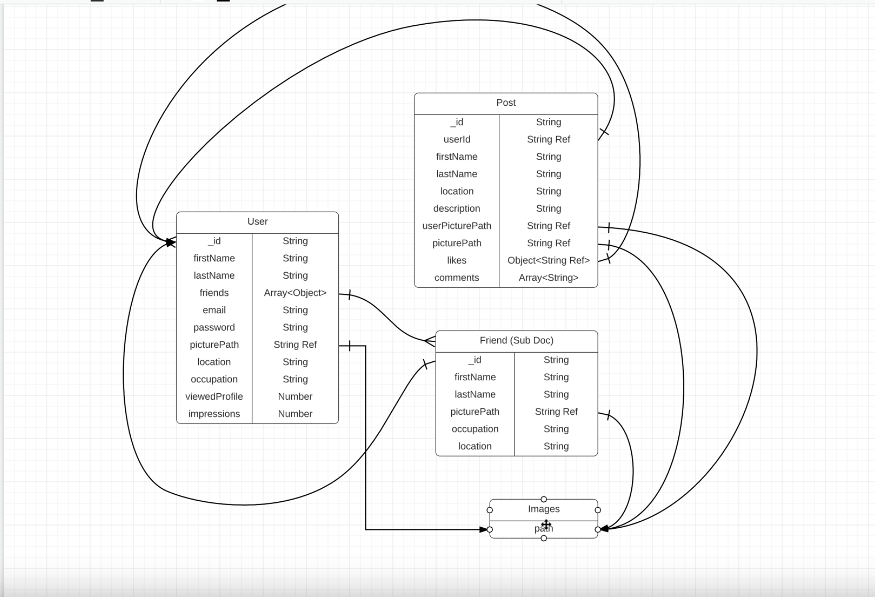 Post
_id String
userId String Ref
firstName String
lastName String
location String
description String
userPicturePath String Ref
picturePath String Ref
likes Object<String Ref>
comments Array<String>
User
_id String
firstName String
lastName String
friends Array<Object>
email String
password String
picturePath String Ref
location String
occupation String
viewedProfile Number
impressions Number
Friend (Sub Doc)
_id String
firstName String
lastName String
picturePath String Ref
occupation String
location String
Images
path